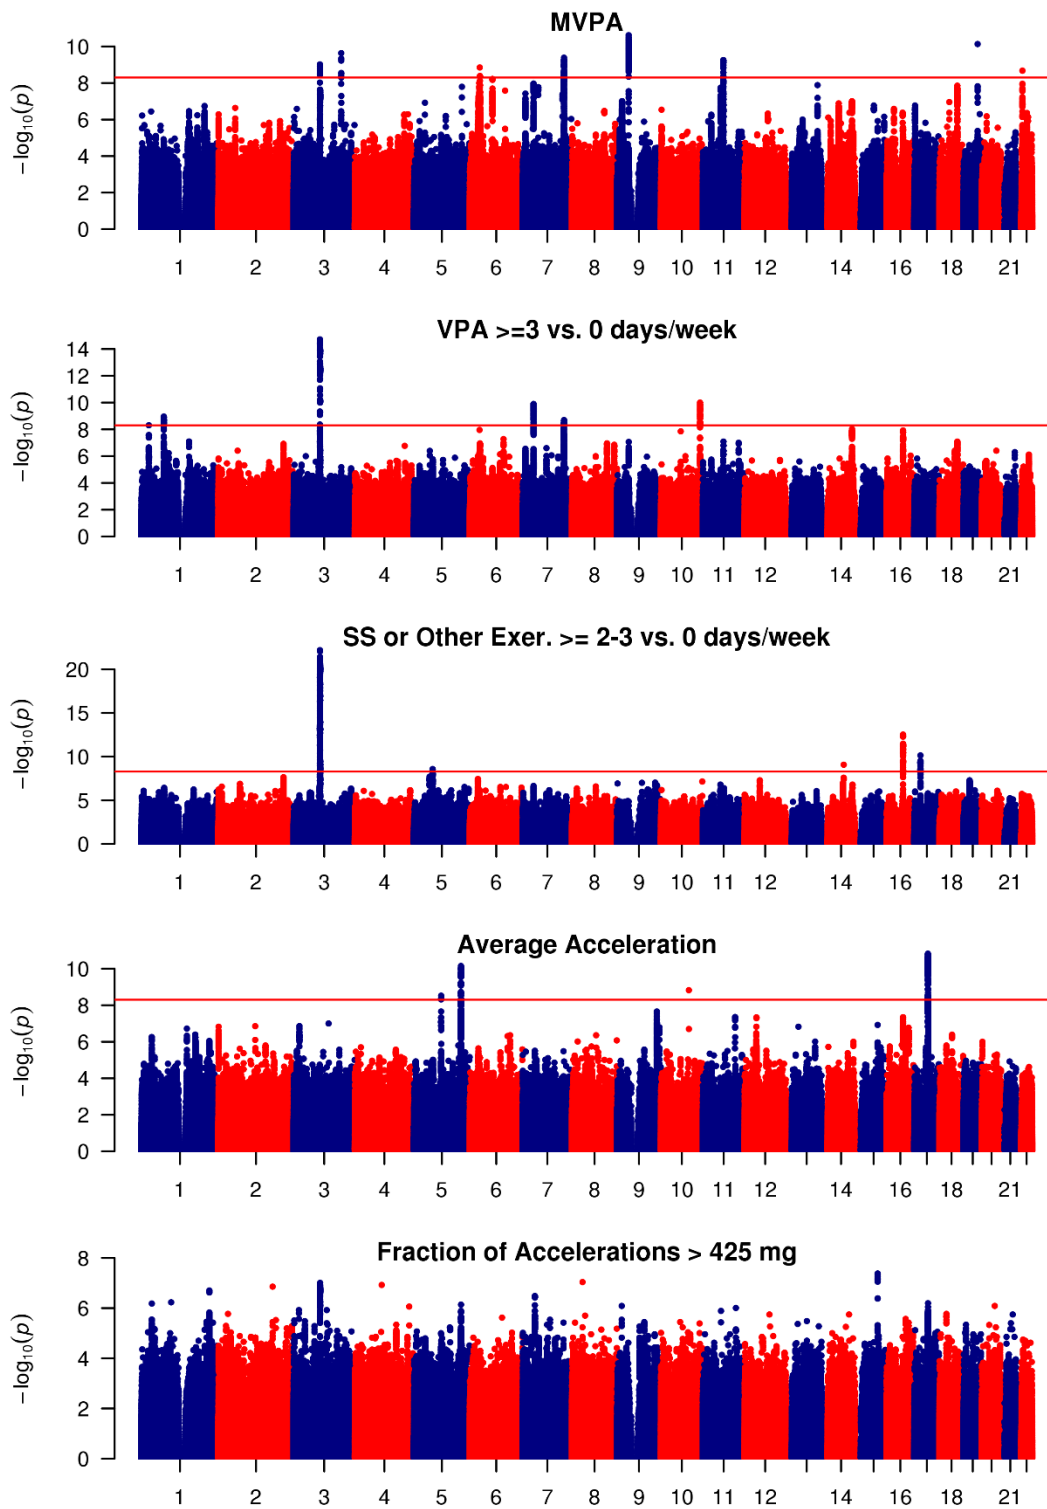 MVPA
10
8
6
4
2
0
−log10(p)
1 2 3 4 5 6 7 8 9 10 11 12 14 16 18 21
VPA >=3 vs. 0 days/week
14
12
10
8
6
4
2
0
−log10(p)
1 2 3 4 5 6 7 8 9 10 11 12 14 16 18 21
SS or Other Exer. >= 2-3 vs. 0 days/week
20
15
10
5
0
−log10(p)
1 2 3 4 5 6 7 8 9 10 11 12 14 16 18 21
Average Acceleration
10
8
6
4
2
0
−log10(p)
1 2 3 4 5 6 7 8 9 10 11 12 14 16 18 21
Fraction of Accelerations > 425 mg
8
6
4
2
0
−log10(p)
1 2 3 4 5 6 7 8 9 10 11 12 14 16 18 21